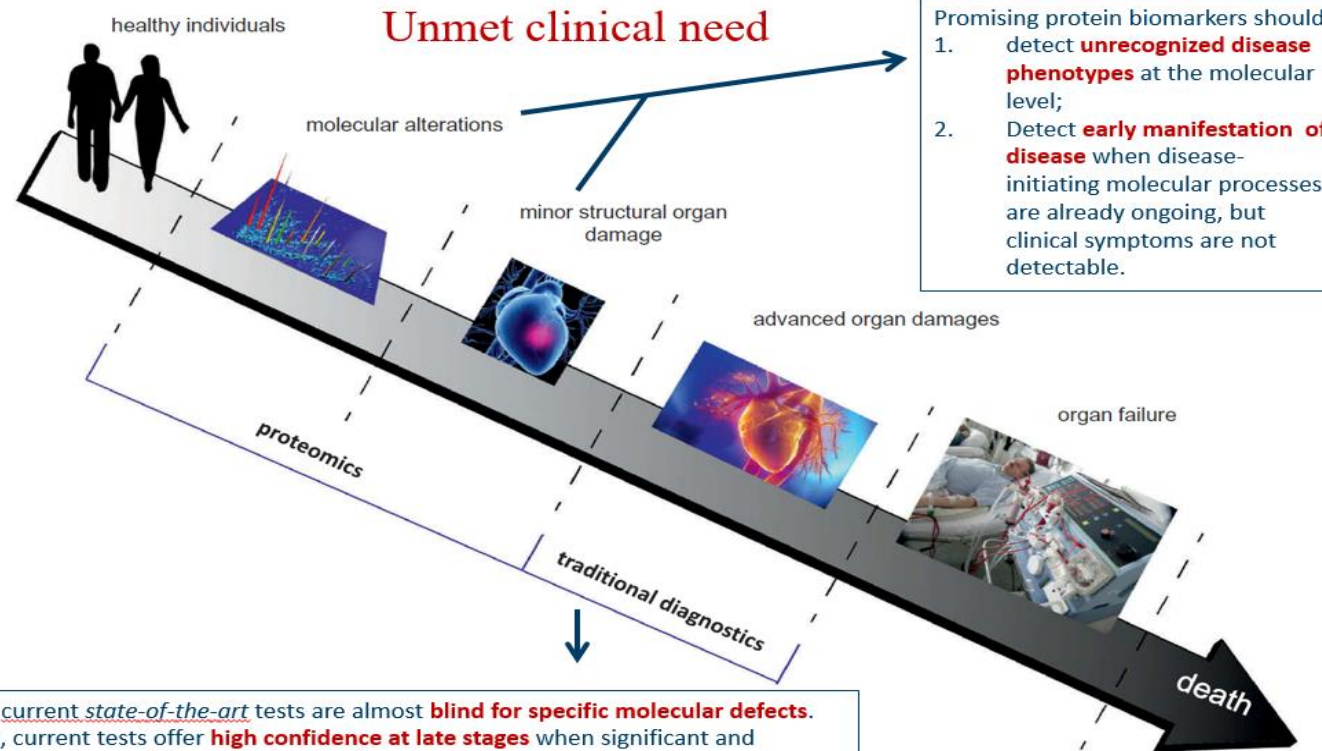 Unmet clinical need
healthy individuals
molecular alterations
minor structural organ
damage
advanced organ damages
organ failure
proteomics
traditional diagnostics
death
Promising protein biomarkers should
1. detect unrecognized disease
phenotypes at the molecular
level;
2. Detect early manifestation of
disease when disease-
initiating molecular processes
are already ongoing, but
clinical symptoms are not
detectable.
current state-of-the-art tests are almost blind for specific molecular defects.
, current tests offer high confidence at late stages when significant and